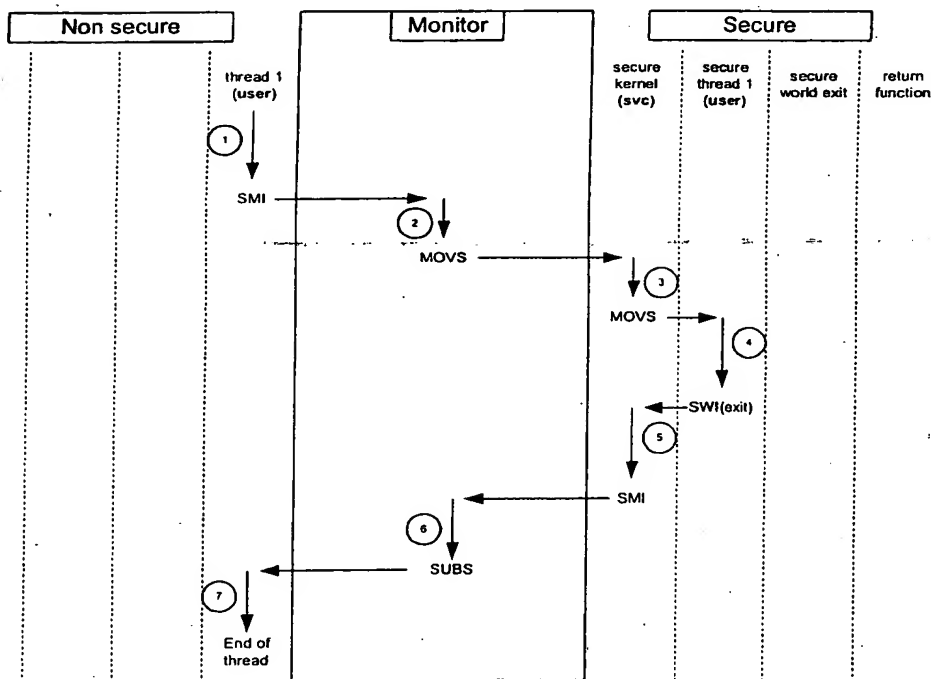 Non secure
Monitor
Secure
thread 1
(user)
secure
kernel
(svc)
secure
thread 1
(user)
secure
world exit
return
function
1
SMI
2
MOVS
3
MOVS
4
SWI(exit)
5
SMI
6
SUBS
7
End of
thread